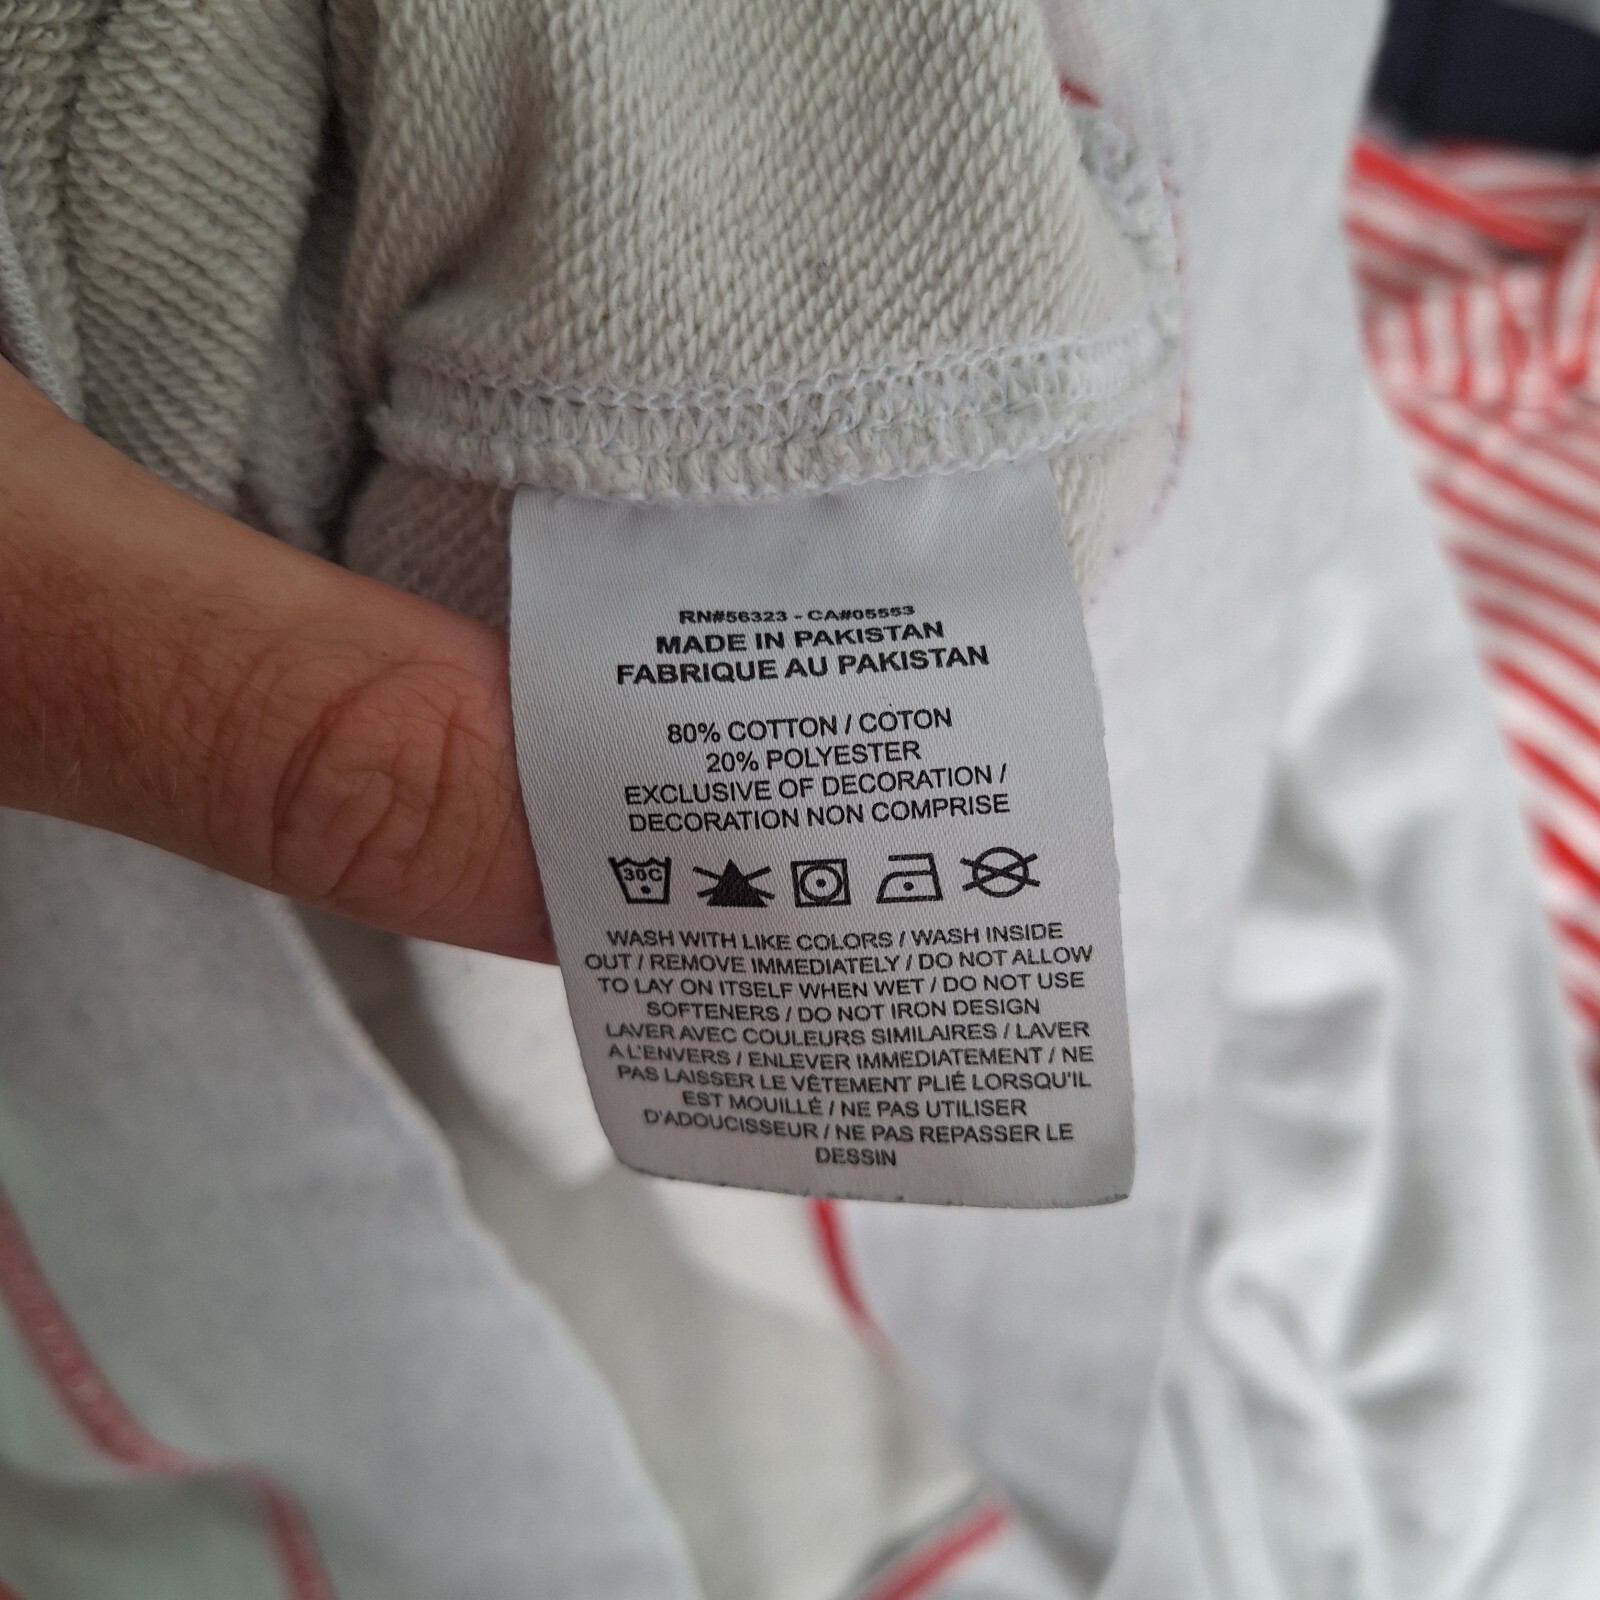 RN#56323 - CA#05553
MADE IN PAKISTAN
FABRIQUE AU PAKISTAN
80% COTTON / COTON
20% POLYESTER
EXCLUSIVE OF DECORATION /
DECORATION NON COMPRISE
30C
WASH WITH LIKE COLORS / WASH INSIDE
OUT / REMOVE IMMEDIATELY / DO NOT ALLOW
TO LAY ON ITSELF WHEN WET / DO NOT USE
SOFTENERS / DO NOT IRON DESIGN
LAVER AVEC COULEURS SIMILAIRES / LAVER
A L'ENVERS / ENLEVER IMMEDIATEMENT / NE
PAS LAISSER LE VÊTEMENT PLIÉ LORSQU'IL
EST MOUILLÉ / NE PAS UTILISER
D'ADOUCISSEUR / NE PAS REPASSER LE
DESSIN